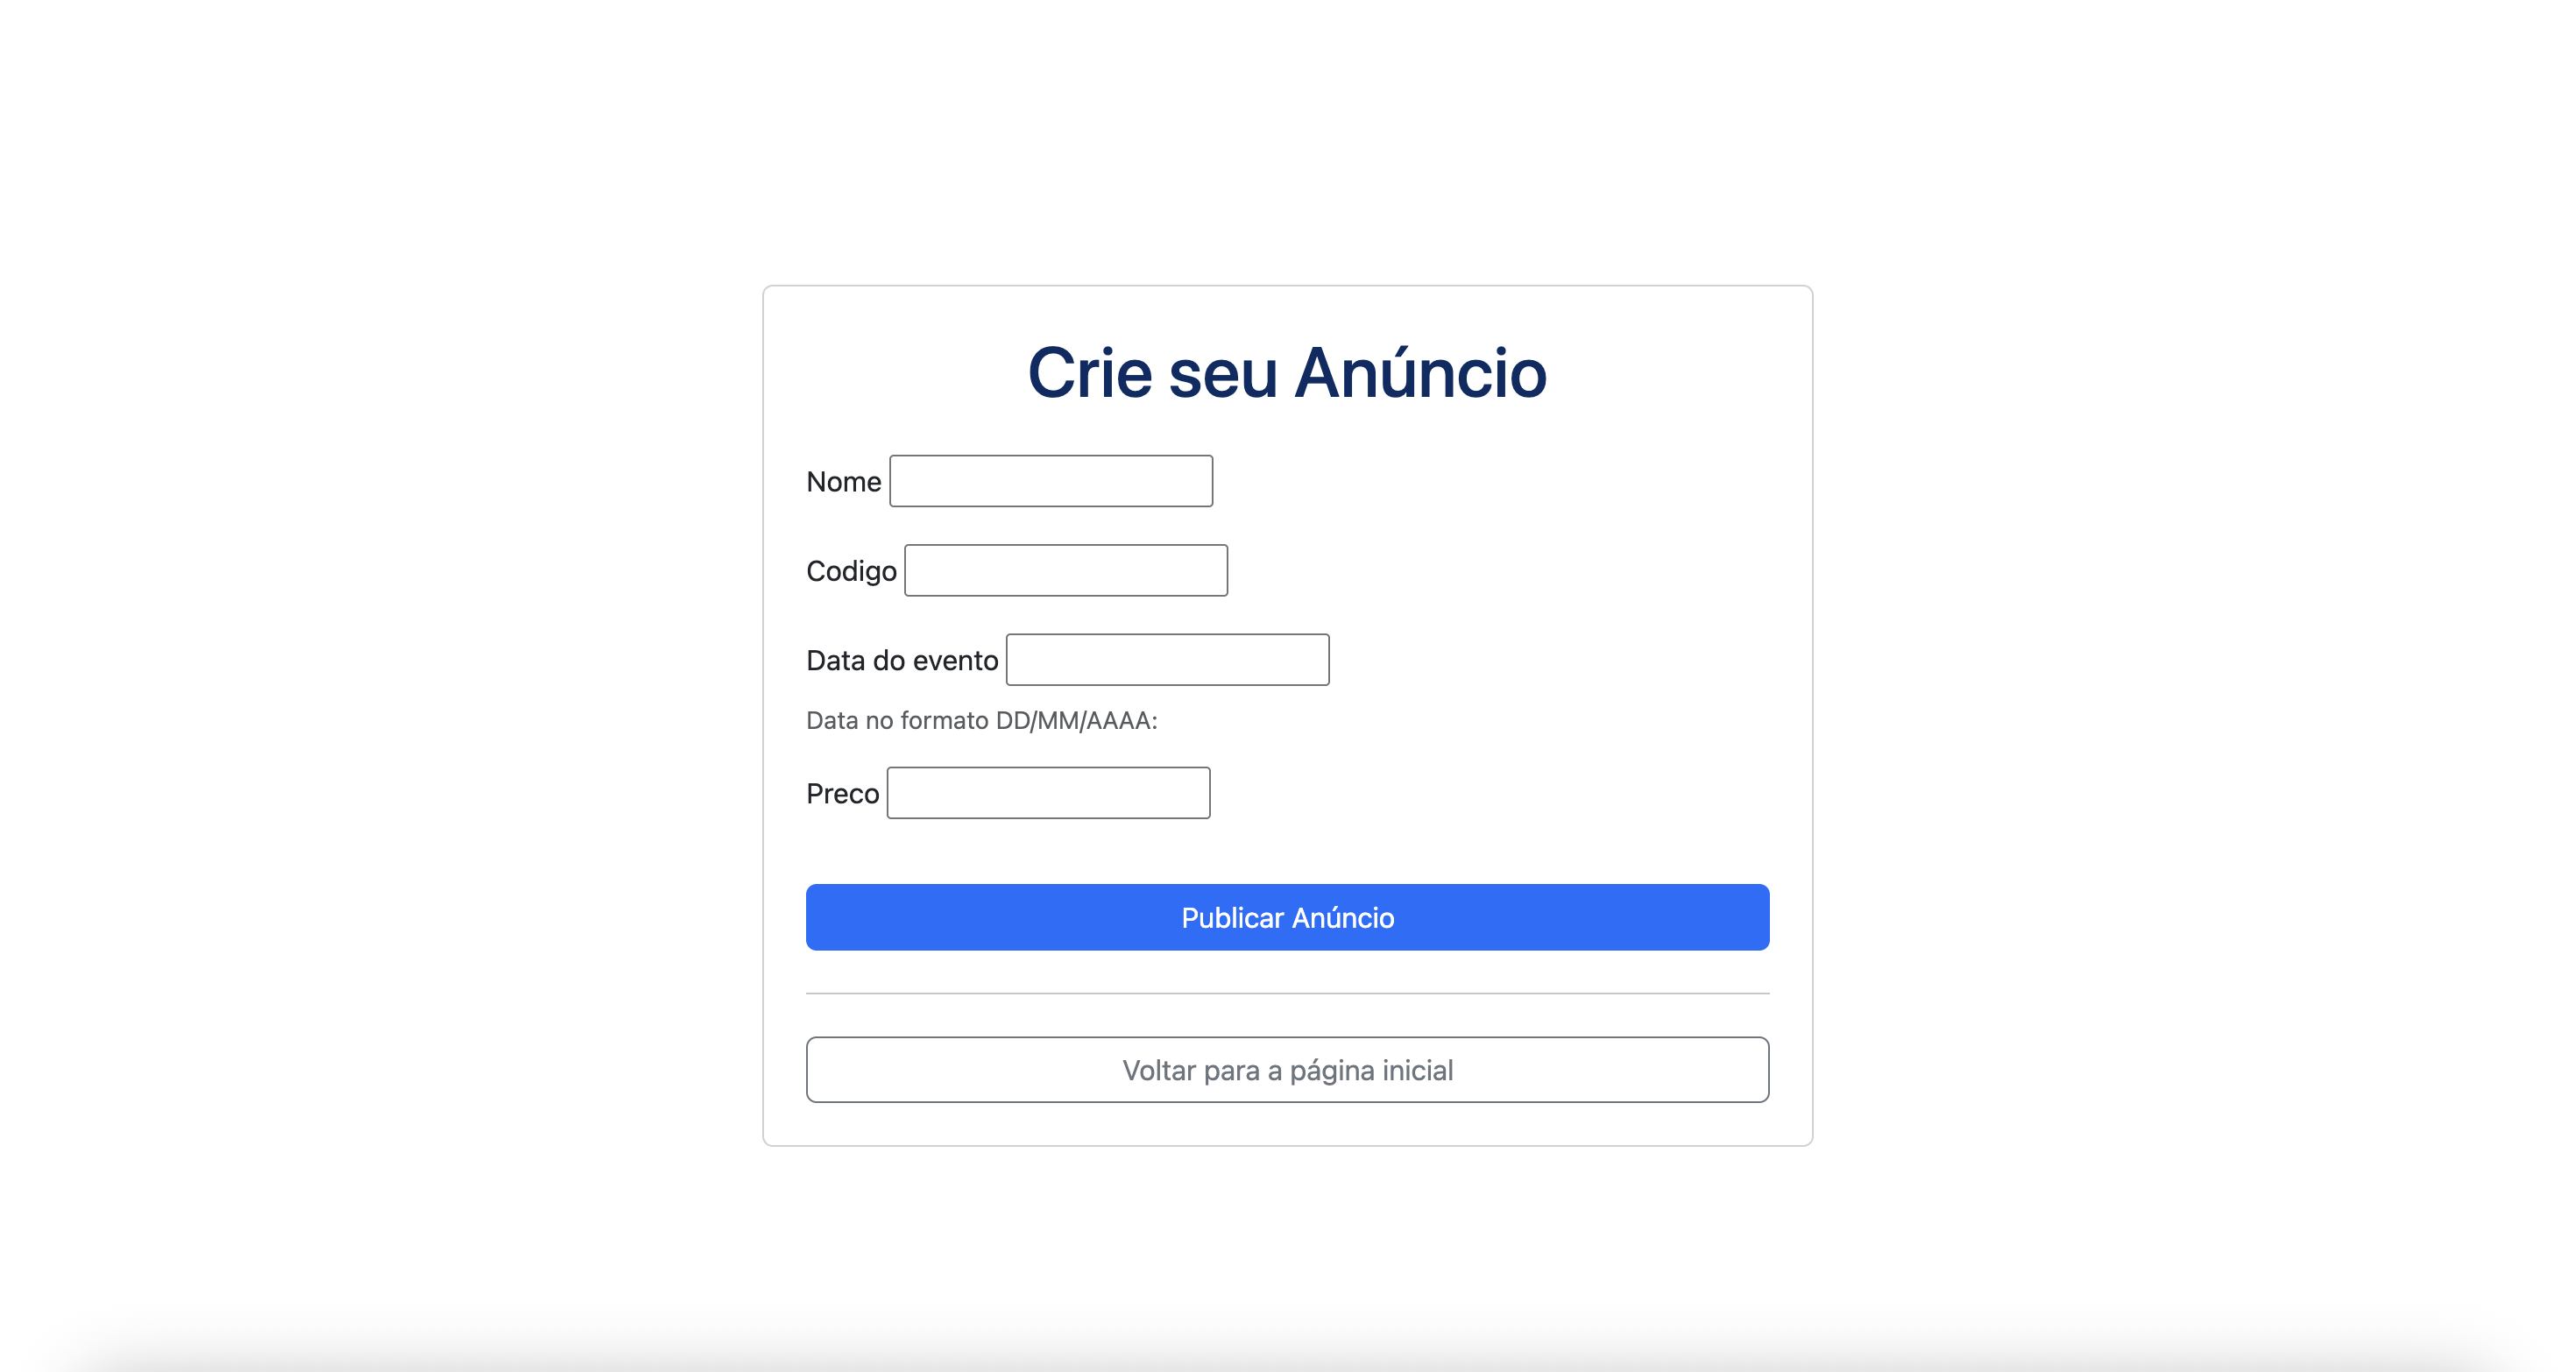 Crie seu Anúncio
Nome
Codigo
Data do evento
Data no formato DD/MM/AAAA:
Preco
Publicar Anúncio
Voltar para a página inicial